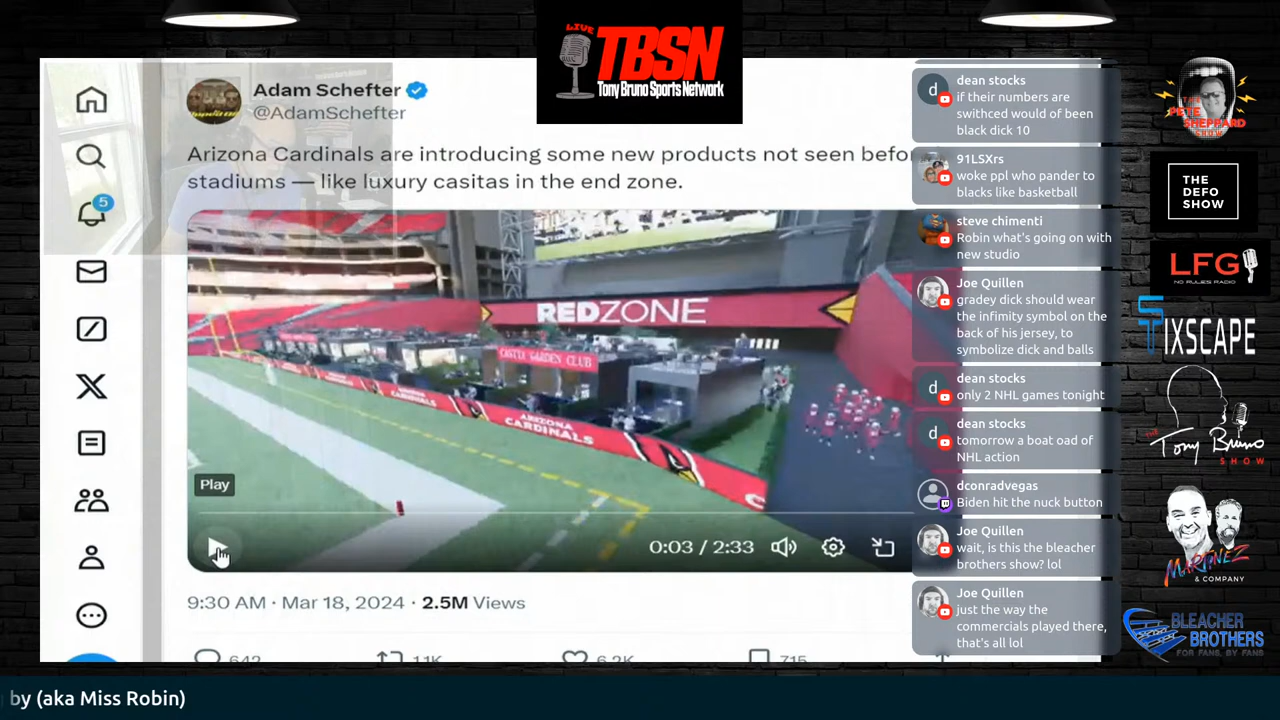 LIVE
TBSN
Tony Bruno Sports Network
Adam Schefter
@AdamSchefter
Arizona Cardinals are introducing some new products not seen befor
stadiums — like luxury casitas in the end zone.
5
REDZONE
CASITA GARDEN CLUB
ARIZONA
CARDINALS
Play
0:03 / 2:33
9:30 AM · Mar 18, 2024 · 2.5M Views
642
11K
6.2K
715
dean stocks
if their numbers are
swithced would of been
black dick 10
91LSXrs
woke ppl who pander to
blacks like basketball
steve chimenti
Robin what's going on with
new studio
Joe Quillen
gradey dick should wear
the infimity symbol on the
back of his jersey, to
symbolize dick and balls
dean stocks
only 2 NHL games tonight
dean stocks
tomorrow a boat oad of
NHL action
dconradvegas
Biden hit the nuck button
Joe Quillen
wait, is this the bleacher
brothers show? lol
Joe Quillen
just the way the
commercials played there,
that's all lol
THE
PETE
SHEPPARD
SHOW
THE
DEFO
SHOW
LFG
NO RULES RADIO
SIXSCAPE
THE
Tony Bruno
SHOW
MARTINEZ
& COMPANY
BLEACHER
BROTHERS
FOR FANS, BY FANS
by (aka Miss Robin)